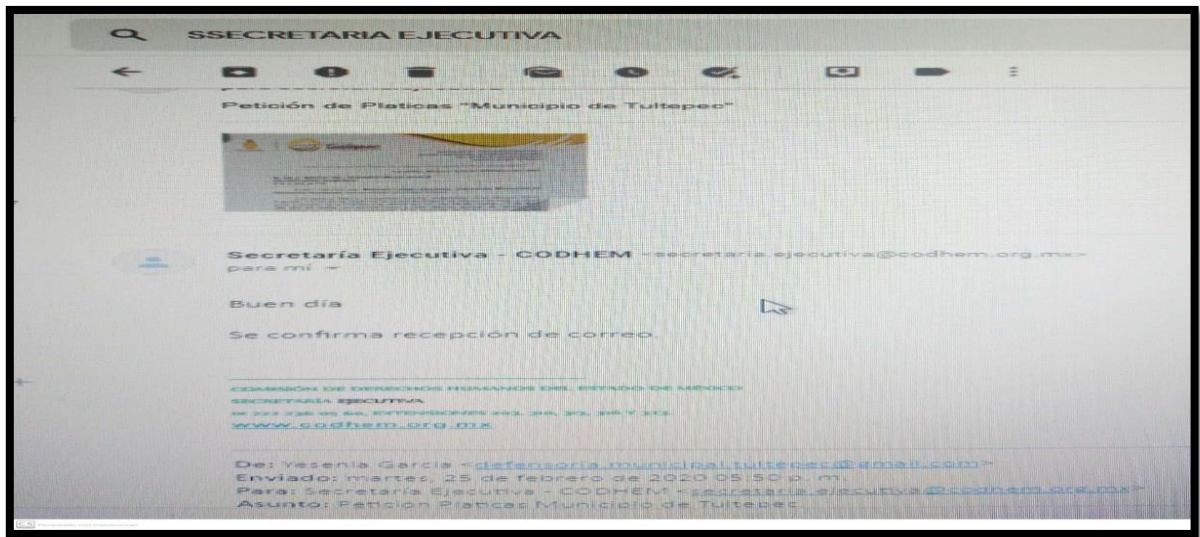 SSECRETARIA EJECUTIVA
Petición de Platicas "Municipio de Tultepec"
Tultepec
Secretaría Ejecutiva - CODHEM <secretaria.ejecutiva@codhem.org.mx>
para mí
Buen día
Se confirma recepción de correo.
COMISIÓN DE DERECHOS HUMANOS DEL ESTADO DE MÉXICO
SECRETARÍA EJECUTIVA
www.codhem.org.mx
De: Yesenia Garcia <defensoria.municipal.tultepec@gmail.com>
Enviado: martes, 25 de febrero de 2020 05:50 p. m.
Para: Secretaría Ejecutiva - CODHEM <secretaria.ejecutiva@codhem.org.mx>
Asunto: Petición Platicas Municipio de Tultepec